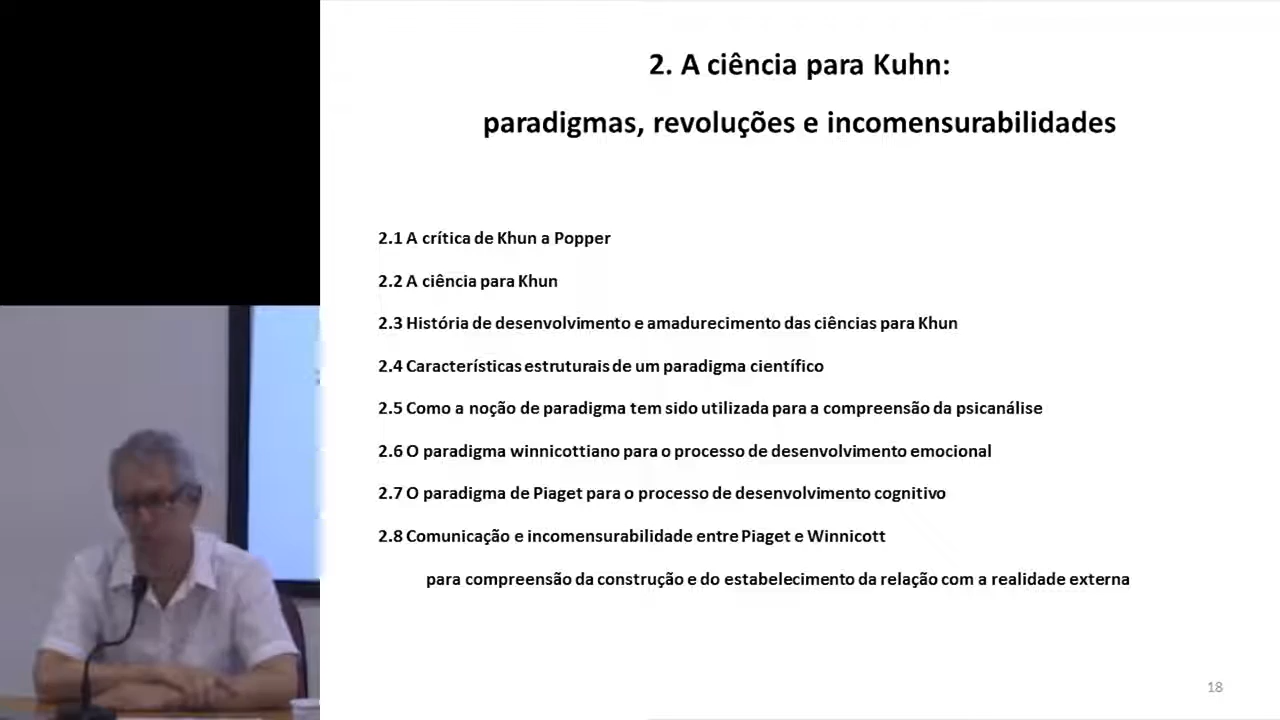 2. A ciência para Kuhn:
paradigmas, revoluções e incomensurabilidades
2.1 A crítica de Khun a Popper
2.2 A ciência para Khun
2.3 História de desenvolvimento e amadurecimento das ciências para Khun
2.4 Características estruturais de um paradigma científico
2.5 Como a noção de paradigma tem sido utilizada para a compreensão da psicanálise
2.6 O paradigma winnicottiano para o processo de desenvolvimento emocional
2.7 O paradigma de Piaget para o processo de desenvolvimento cognitivo
2.8 Comunicação e incomensurabilidade entre Piaget e Winnicott
para compreensão da construção e do estabelecimento da relação com a realidade externa
18